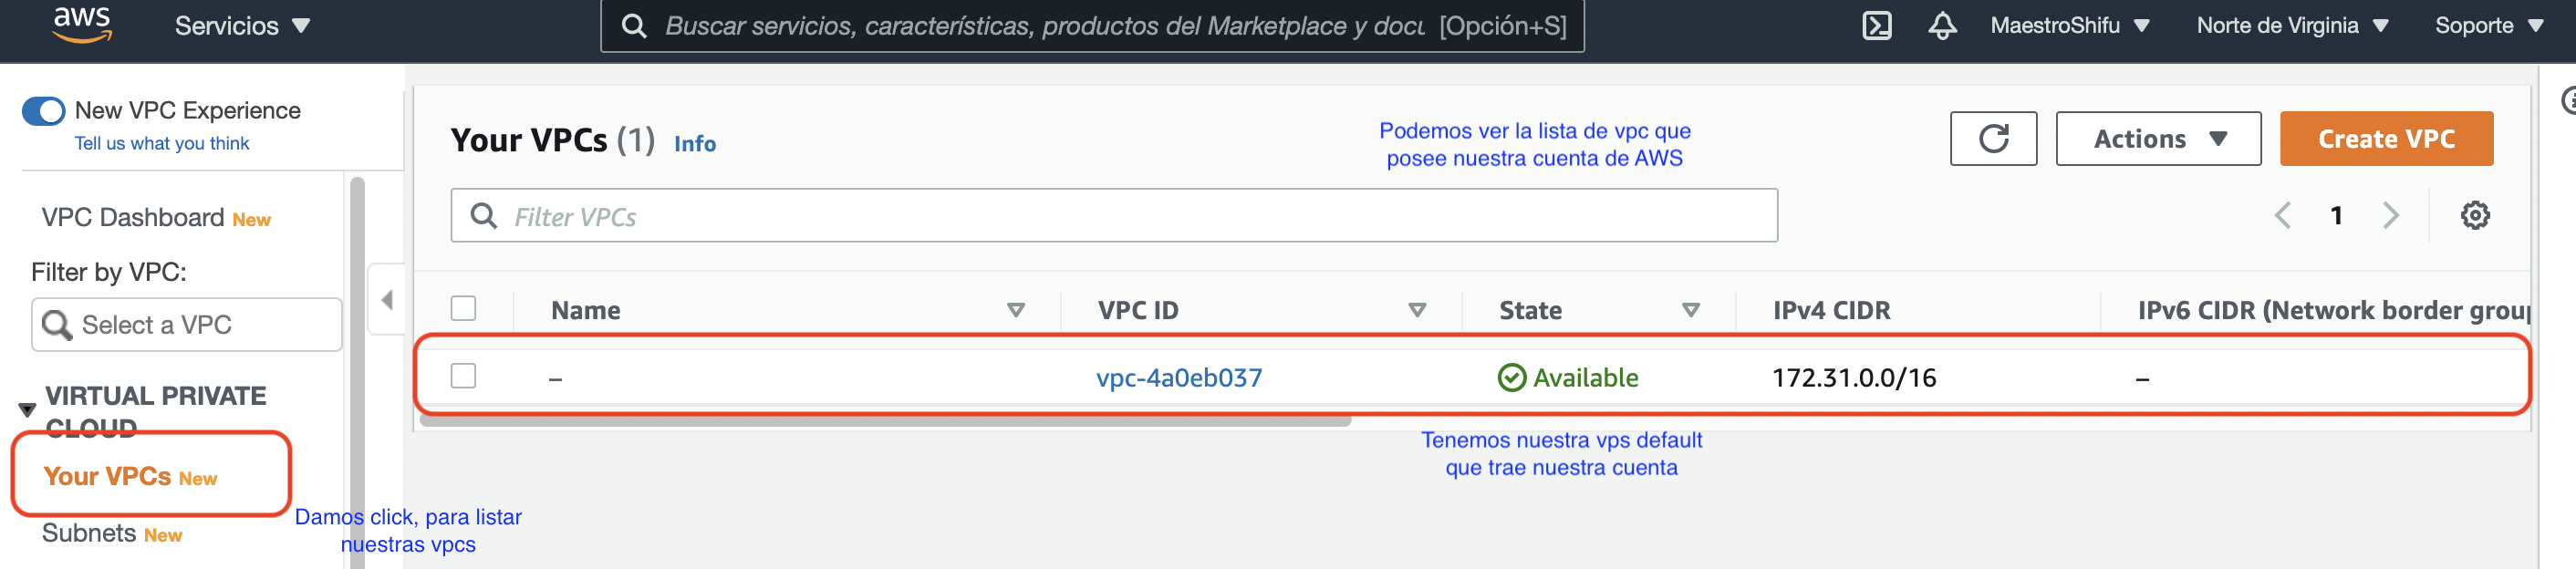 aws
Servicios
Buscar servicios, características, productos del Marketplace y docu [Opción+S]
MaestroShifu
Norte de Virginia
Soporte
New VPC Experience
Tell us what you think
VPC Dashboard New
Filter by VPC:
Select a VPC
VIRTUAL PRIVATE
CLOUD
Your VPCs New
Subnets New
Damos click, para listar
nuestras vpcs
Your VPCs (1) Info
Podemos ver la lista de vpc que
posee nuestra cuenta de AWS
Actions
Create VPC
Filter VPCs
1
Name VPC ID State IPv4 CIDR IPv6 CIDR (Network border group
– vpc-4a0eb037 Available 172.31.0.0/16 –
Tenemos nuestra vps default
que trae nuestra cuenta